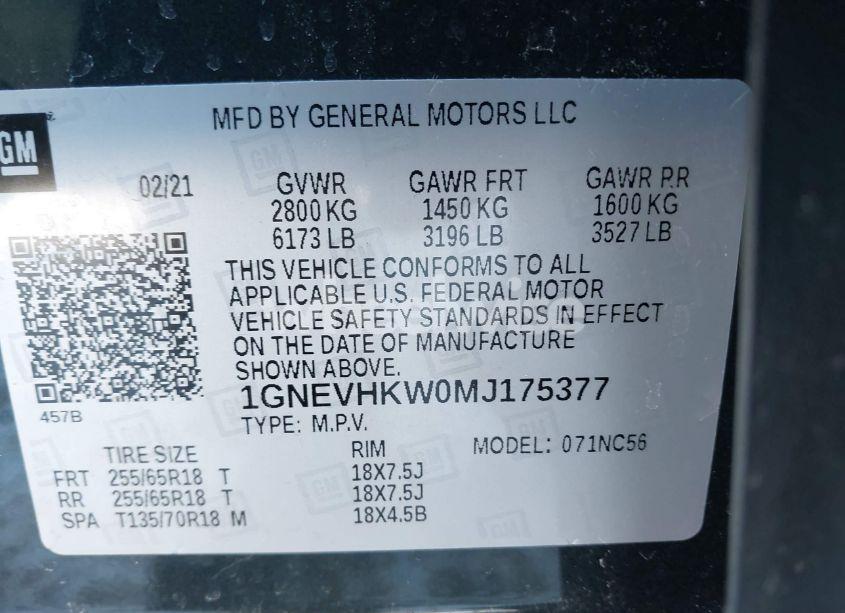 GM
MFD BY GENERAL MOTORS LLC
02/21 GVWR GAWR FRT GAWR RR
2800 KG 1450 KG 1600 KG
6173 LB 3196 LB 3527 LB
THIS VEHICLE CONFORMS TO ALL
APPLICABLE U.S. FEDERAL MOTOR
VEHICLE SAFETY STANDARDS IN EFFECT
ON THE DATE OF MANUFACTURE
SHOWN ABOVE.
1GNEVHKW0MJ175377
457B
TYPE: M.P.V.
TIRE SIZE RIM MODEL: 071NC56
FRT 255/65R18 T 18X7.5J
RR 255/65R18 T 18X7.5J
SPA T135/70R18 M 18X4.5B